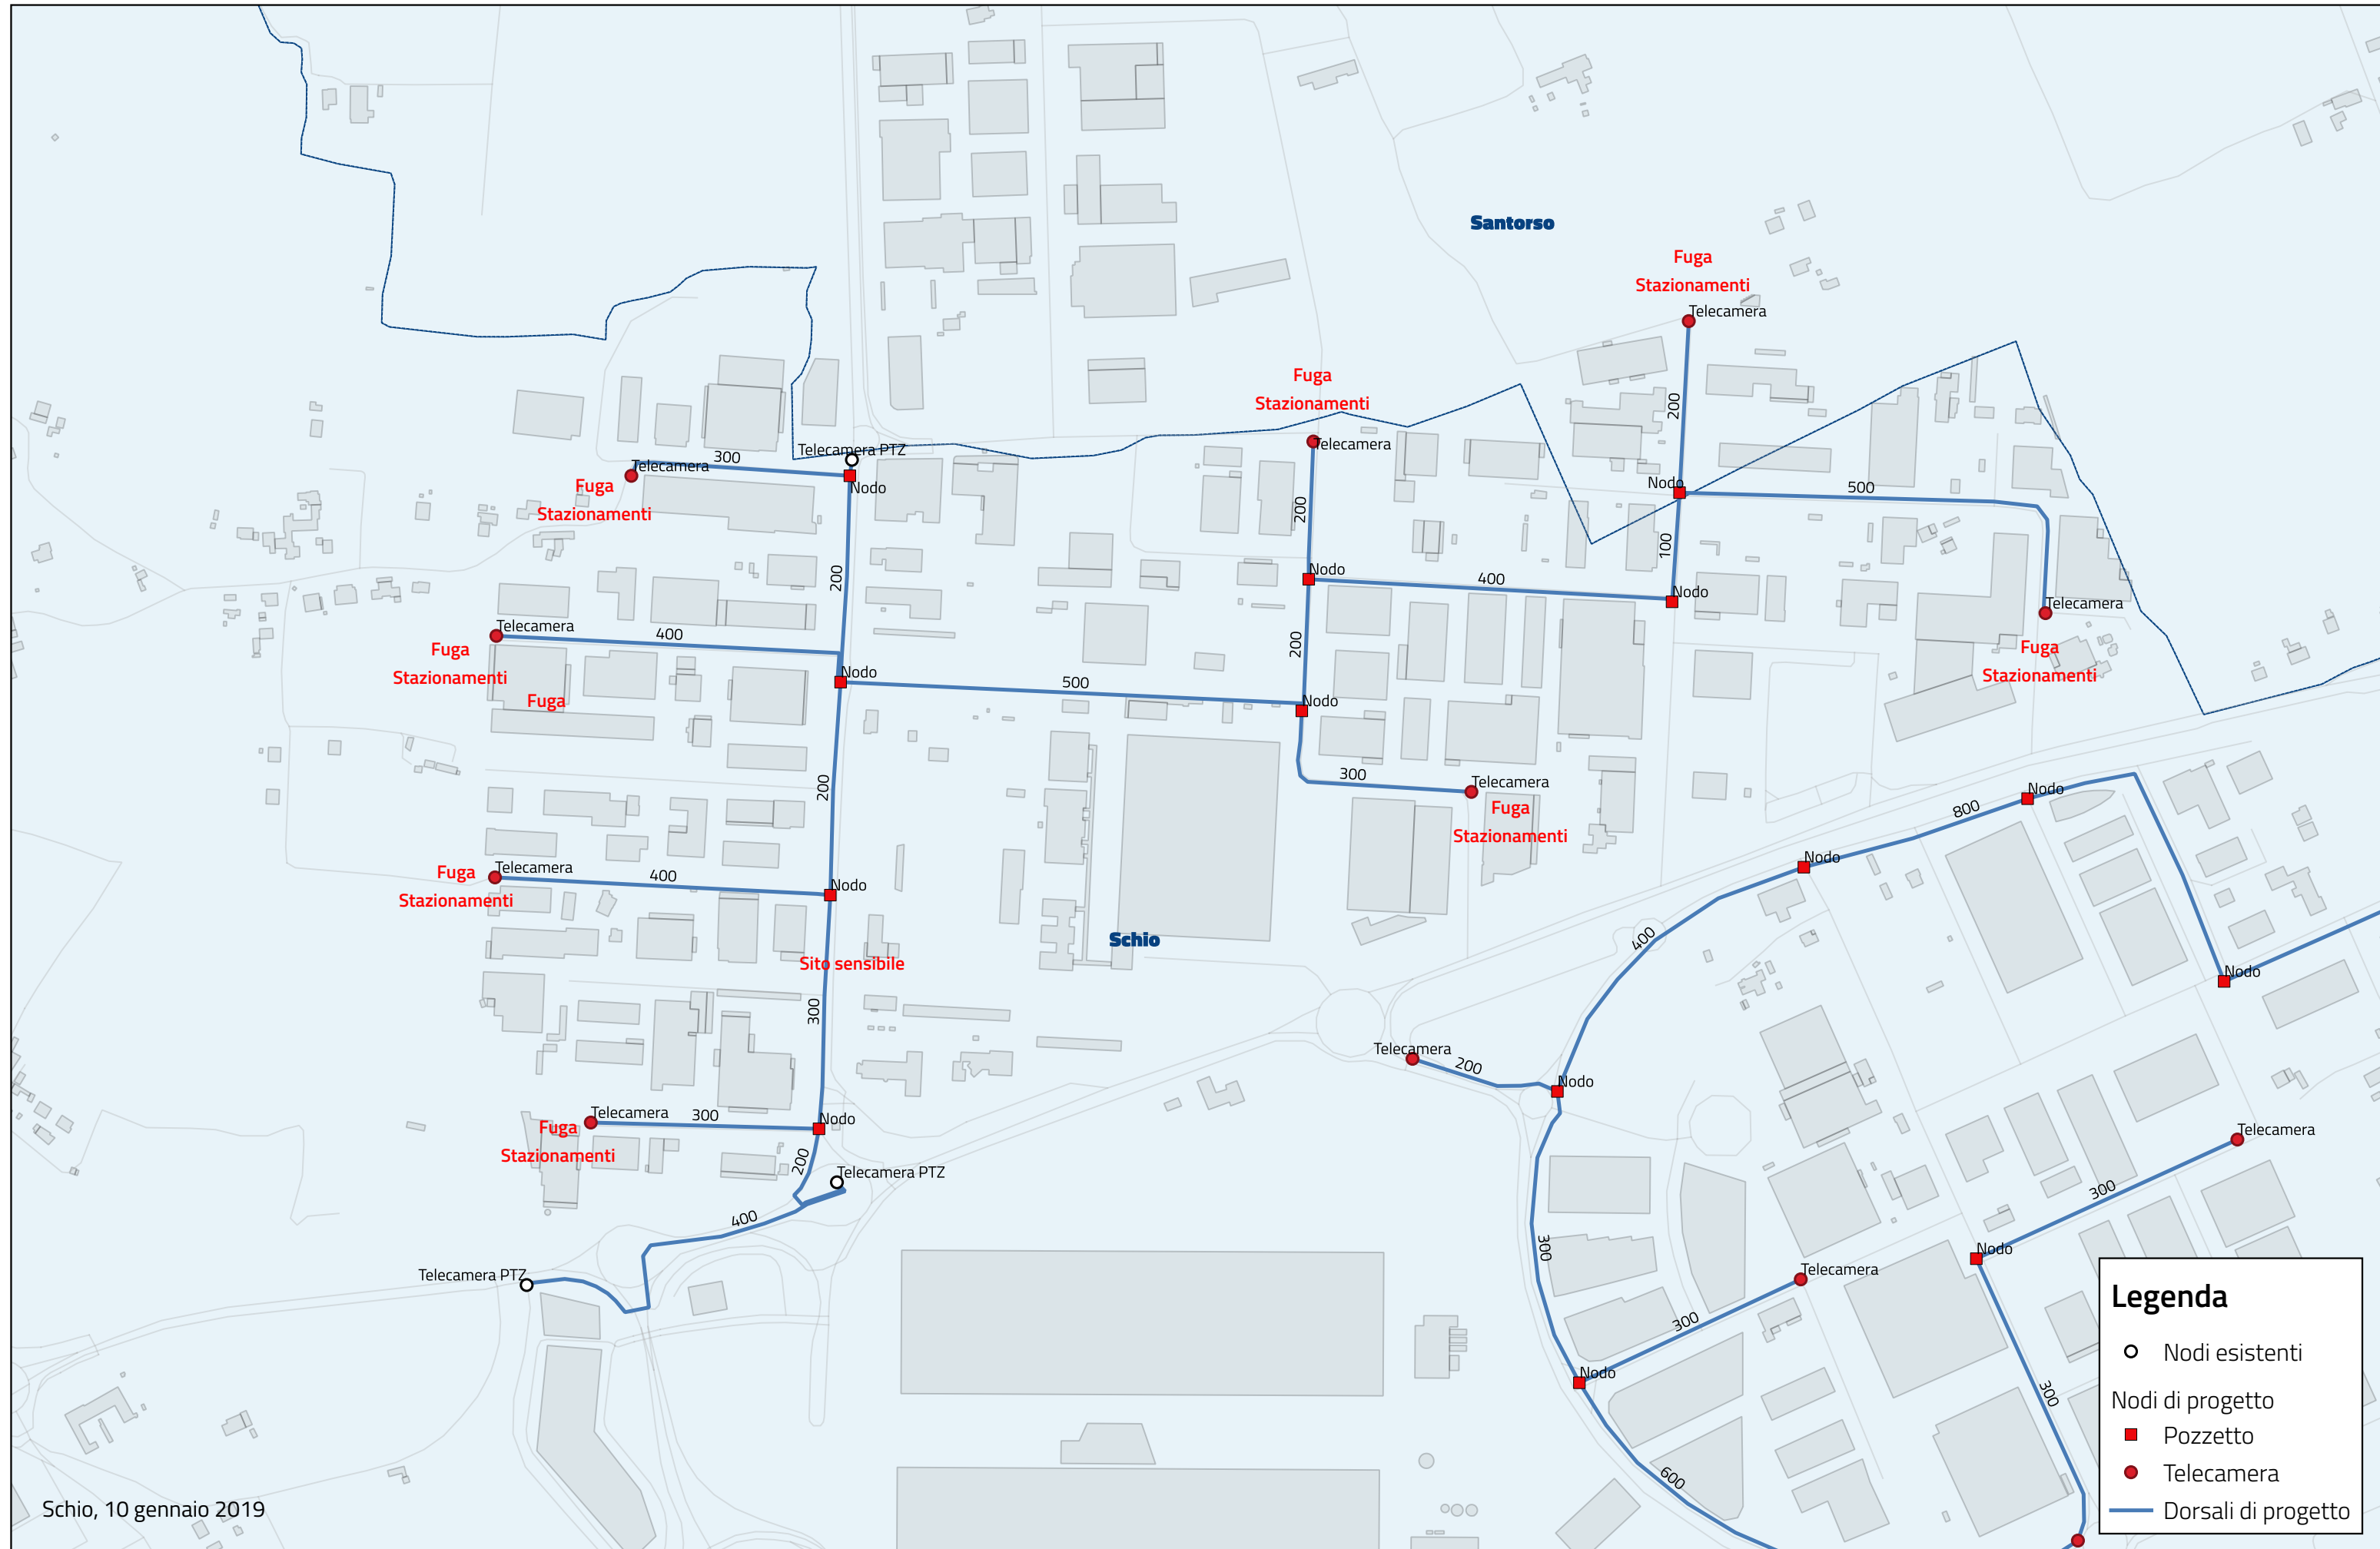 Santorso
Fuga
Stazionamenti
Telecamera
200
Fuga
Stazionamenti
Telecamera
Telecamera PTZ
300
Telecamera
Nodo
Fuga
Stazionamenti
200
Nodo
500
100
200
Nodo
400
Nodo
Telecamera
Fuga
Stazionamenti
Telecamera
400
Fuga
Stazionamenti
Fuga
Nodo
500
200
Nodo
200
300
Telecamera
Fuga
Stazionamenti
Nodo
800
Nodo
Telecamera
400
Fuga
Stazionamenti
Nodo
Schio
Sito sensibile
400
Nodo
300
Telecamera
200
Nodo
Telecamera
300
Nodo
Fuga
Stazionamenti
200
Telecamera PTZ
400
Telecamera PTZ
Telecamera
300
Nodo
300
Telecamera
300
Nodo
300
600
Legenda
Nodi esistenti
Nodi di progetto
Pozzetto
Telecamera
Dorsali di progetto
Schio, 10 gennaio 2019